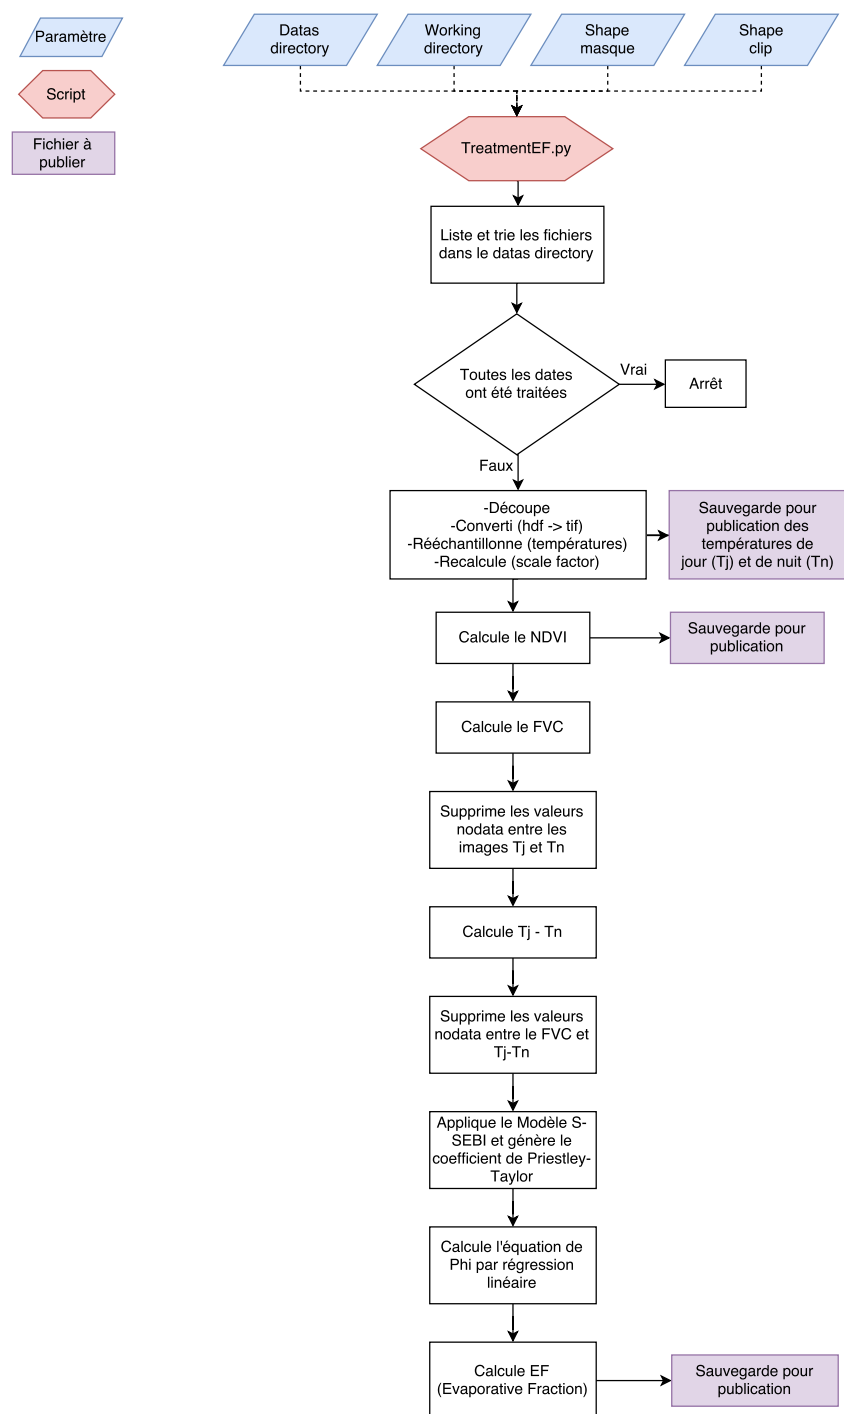 Paramètre
Script
Fichier à
publier
Datas
directory
Working
directory
Shape
masque
Shape
clip
TreatmentEF.py
Liste et trie les fichiers
dans le datas directory
Toutes les dates
ont été traitées
Vrai
Arrêt
Faux
-Découpe
-Converti (hdf -> tif)
-Rééchantillonne (températures)
-Recalcule (scale factor)
Sauvegarde pour
publication des
températures de
jour (Tj) et de nuit (Tn)
Calcule le NDVI
Sauvegarde pour
publication
Calcule le FVC
Supprime les valeurs
nodata entre les
images Tj et Tn
Calcule Tj - Tn
Supprime les valeurs
nodata entre le FVC et
Tj-Tn
Applique le Modèle S-
SEBI et génère le
coefficient de Priestley-
Taylor
Calcule l'équation de
Phi par régression
linéaire
Calcule EF
(Evaporative Fraction)
Sauvegarde pour
publication